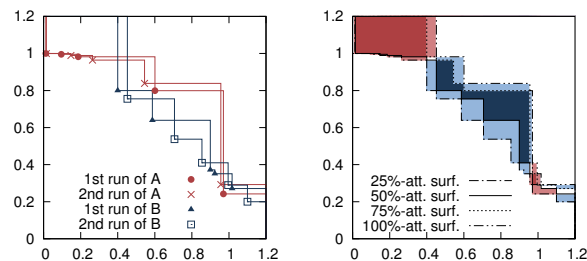 1.2
1
0.8
0.6
0.4
0.2
0
1st run of A
2nd run of A
1st run of B
2nd run of B
0 0.2 0.4 0.6 0.8 1 1.2
1.2
1
0.8
0.6
0.4
0.2
0
25%-att. surf.
50%-att. surf.
75%-att. surf.
100%-att. surf.
0 0.2 0.4 0.6 0.8 1 1.2